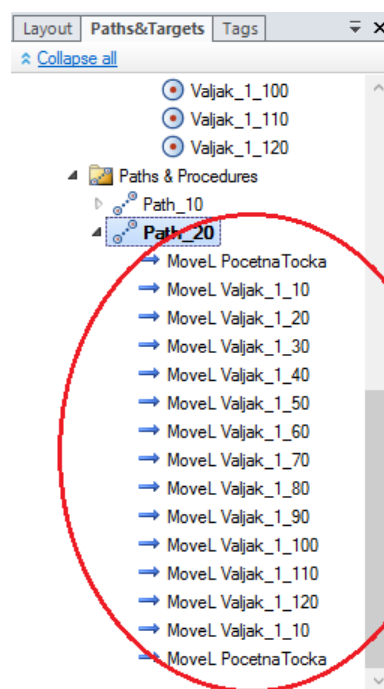 Layout Paths&Targets Tags
Collapse all
Valjak_1_100
Valjak_1_110
Valjak_1_120
Paths & Procedures
Path_10
Path_20
MoveL PocetnaTocka
MoveL Valjak_1_10
MoveL Valjak_1_20
MoveL Valjak_1_30
MoveL Valjak_1_40
MoveL Valjak_1_50
MoveL Valjak_1_60
MoveL Valjak_1_70
MoveL Valjak_1_80
MoveL Valjak_1_90
MoveL Valjak_1_100
MoveL Valjak_1_110
MoveL Valjak_1_120
MoveL Valjak_1_10
MoveL PocetnaTocka